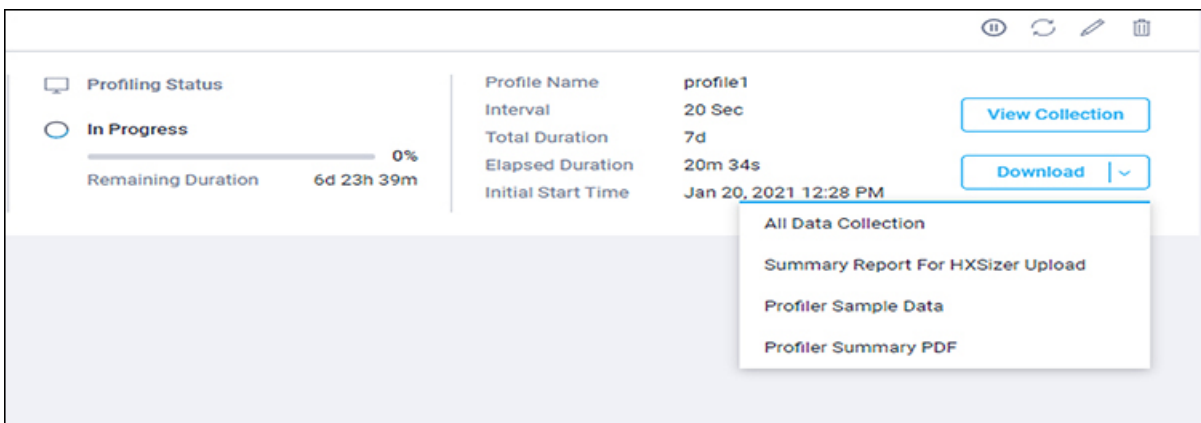 Profiling Status
In Progress
0%
Remaining Duration 6d 23h 39m
Profile Name profile1
Interval 20 Sec
Total Duration 7d
Elapsed Duration 20m 34s
Initial Start Time Jan 20, 2021 12:28 PM
View Collection
Download
All Data Collection
Summary Report For HXSizer Upload
Profiler Sample Data
Profiler Summary PDF